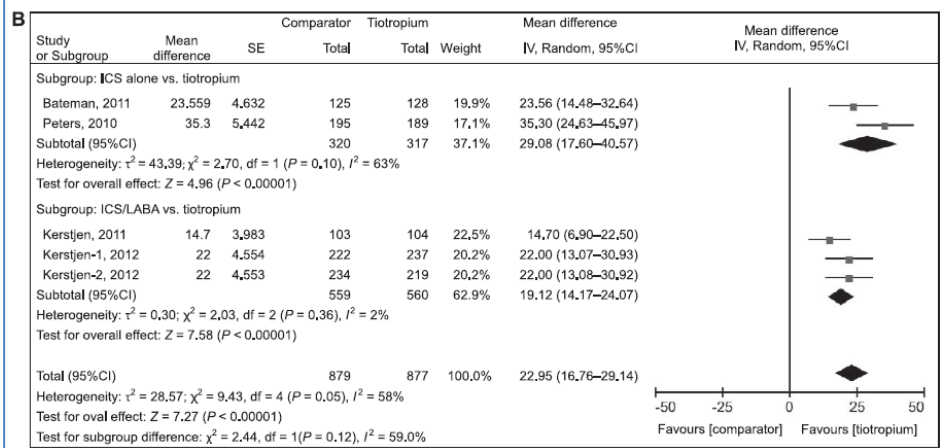 B
Comparator Tiotropium Mean difference Mean difference
Study or Subgroup Mean difference SE Total Total Weight IV, Random, 95%CI IV, Random, 95%CI
Subgroup: ICS alone vs. tiotropium
Bateman, 2011 23.559 4.632 125 128 19.9% 23.56 (14.48–32.64)
Peters, 2010 35.3 5.442 195 189 17.1% 35.30 (24.63–45.97)
Subtotal (95%CI) 320 317 37.1% 29.08 (17.60–40.57)
Heterogeneity: τ² = 43.39; χ² = 2.70, df = 1 (P = 0.10), I² = 63%
Test for overall effect: Z = 4.96 (P < 0.00001)
Subgroup: ICS/LABA vs. tiotropium
Kerstjen, 2011 14.7 3.983 103 104 22.5% 14.70 (6.90–22.50)
Kerstjen-1, 2012 22 4.554 222 237 20.2% 22.00 (13.07–30.93)
Kerstjen-2, 2012 22 4.553 234 219 20.2% 22.00 (13.08–30.92)
Subtotal (95%CI) 559 560 62.9% 19.12 (14.17–24.07)
Heterogeneity: τ² = 0.30; χ² = 2.03, df = 2 (P = 0.36), I² = 2%
Test for overall effect: Z = 7.58 (P < 0.00001)
Total (95%CI) 879 877 100.0% 22.95 (16.76–29.14)
Heterogeneity: τ² = 28.57; χ² = 9.43, df = 4 (P = 0.05), I² = 58%
Test for oval effect: Z = 7.27 (P < 0.00001)
Test for subgroup difference: χ² = 2.44, df = 1(P = 0.12), I² = 59.0%
-50 -25 0 25 50
Favours [comparator] Favours [tiotropium]